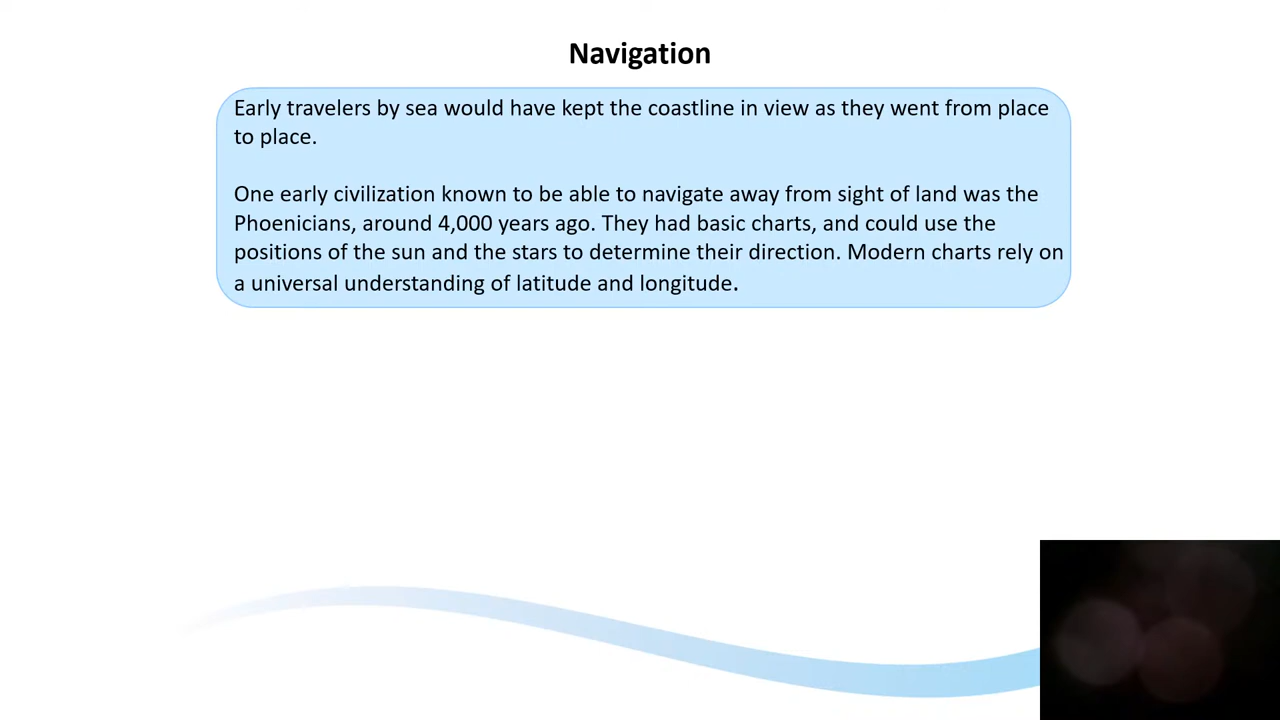 Navigation
Early travelers by sea would have kept the coastline in view as they went from place
to place.
One early civilization known to be able to navigate away from sight of land was the
Phoenicians, around 4,000 years ago. They had basic charts, and could use the
positions of the sun and the stars to determine their direction. Modern charts rely on
a universal understanding of latitude and longitude.